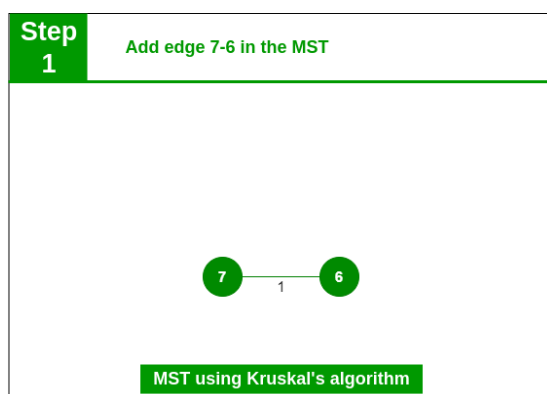 Step
1
Add edge 7-6 in the MST
7
6
1
MST using Kruskal's algorithm